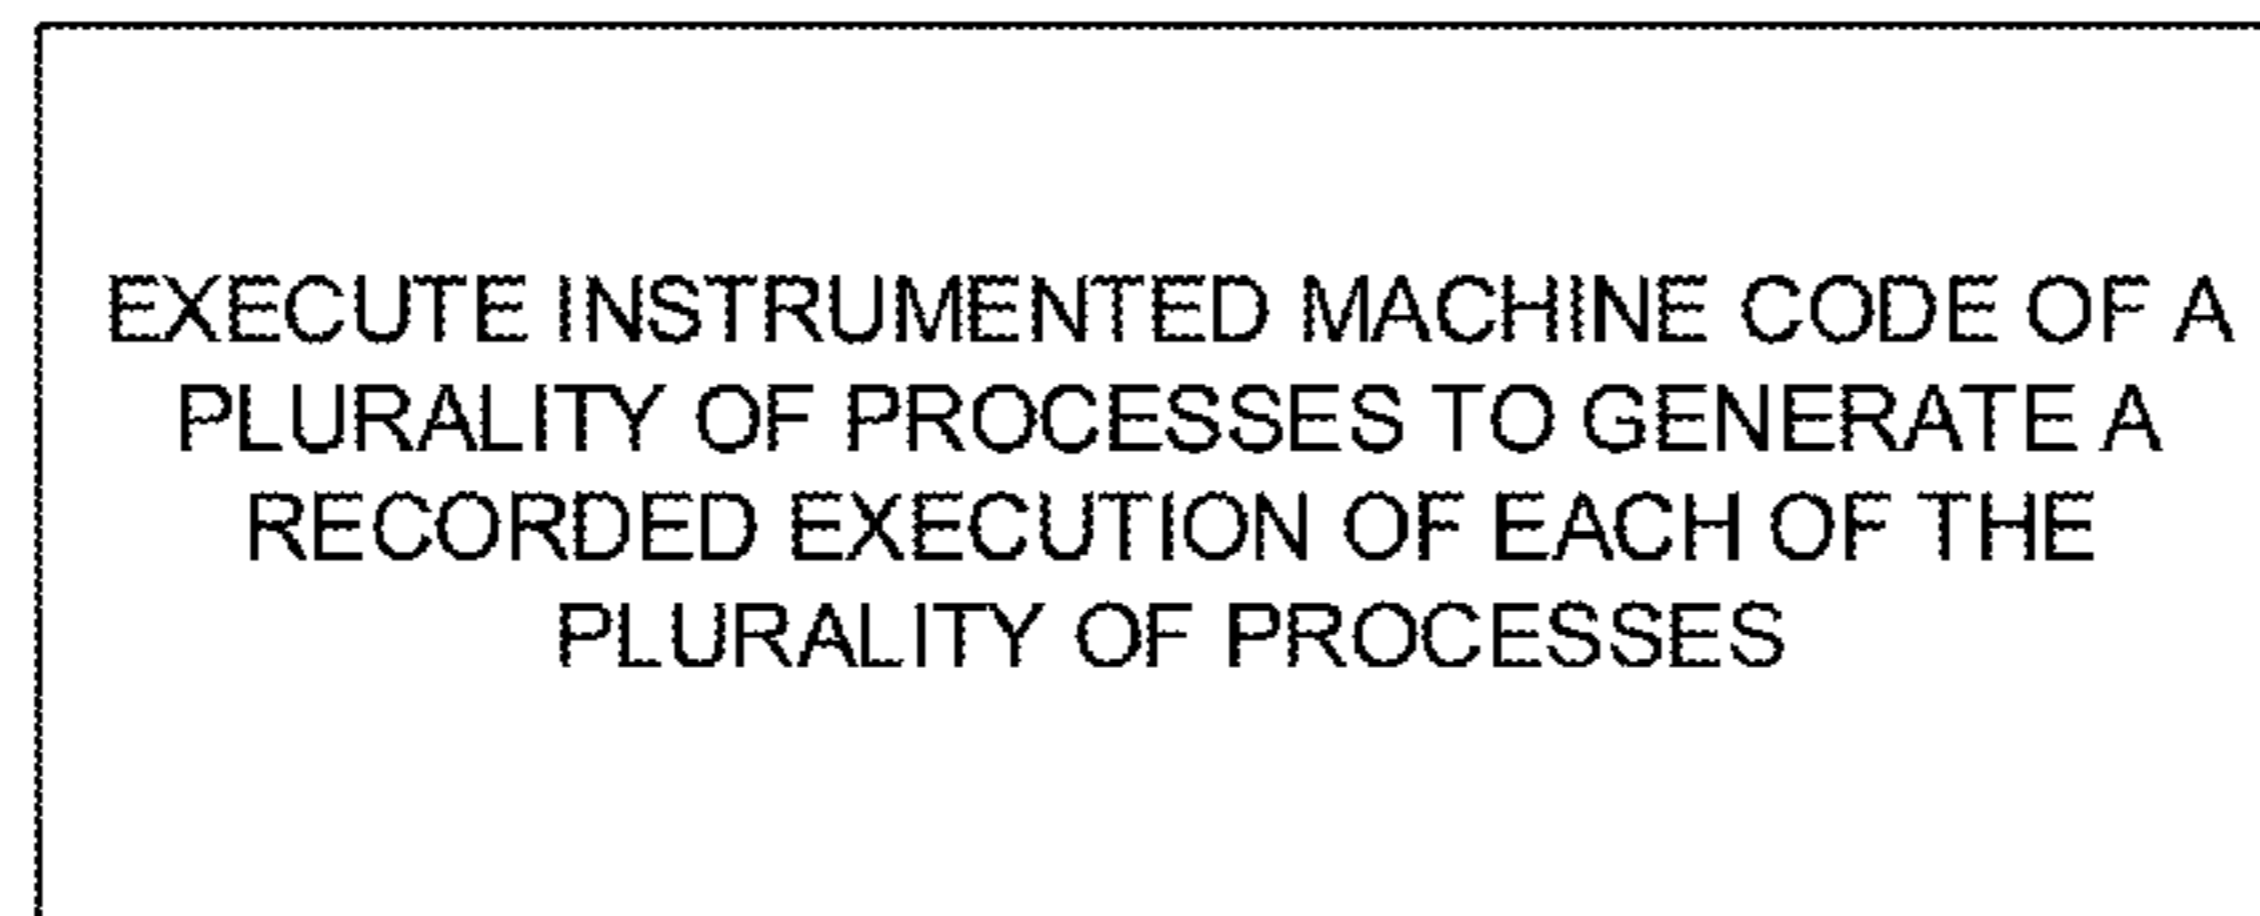 EXECUTE INSTRUMENTED MACHINE CODE OF A
PLURALITY OF PROCESSES TO GENERATE A
RECORDED EXECUTION OF EACH OF THE
PLURALITY OF PROCESSES